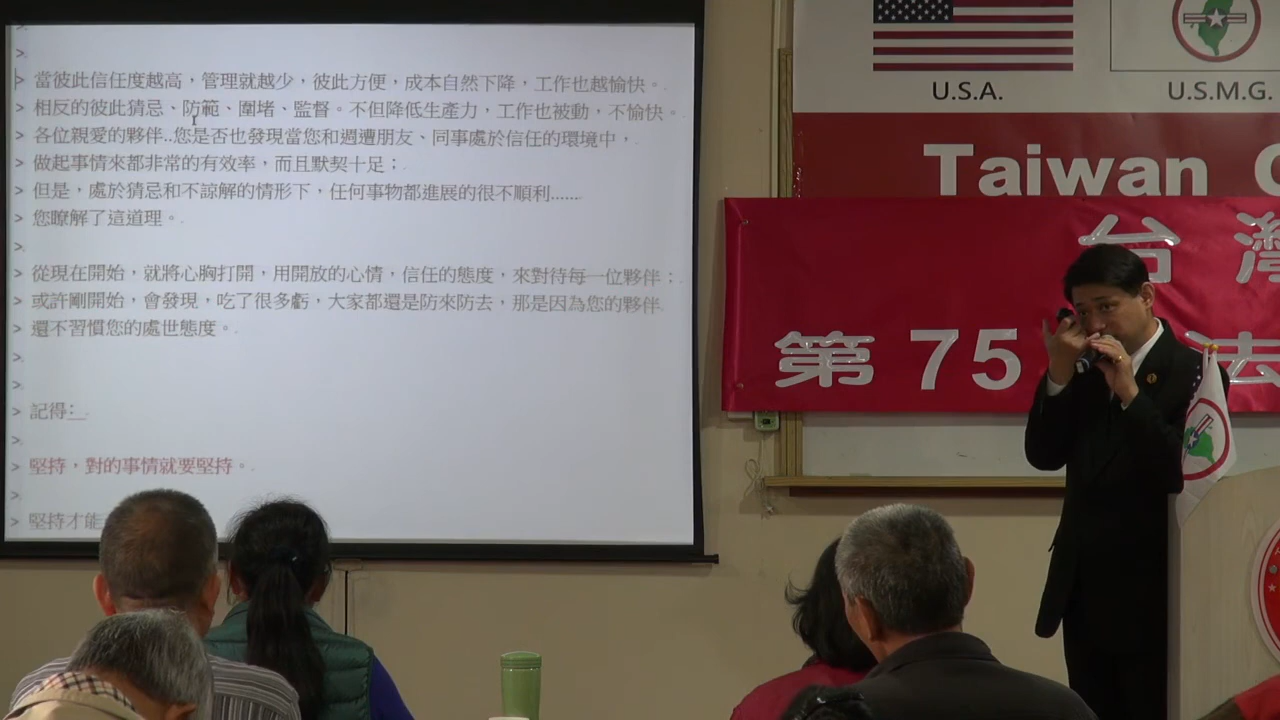 >
> 當彼此信任度越高，管理就越少，彼此方便，成本自然下降，工作也越愉快。
> 相反的彼此猜忌、防範、圍堵、監督。不但降低生產力，工作也被動，不愉快。
> 各位親愛的夥伴..您是否也發現當您和週遭朋友、同事處於信任的環境中，
> 做起事情來都非常的有效率，而且默契十足；
> 但是，處於猜忌和不諒解的情形下，任何事物都進展的很不順利......
> 您瞭解了這道理。
>
> 從現在開始，就將心胸打開，用開放的心情，信任的態度，來對待每一位夥伴；
> 或許剛開始，會發現，吃了很多虧，大家都還是防來防去，那是因為您的夥伴
> 還不習慣您的處世態度。
>
>
> 記得:
>
> 堅持，對的事情就要堅持。
>
> 堅持才能
U.S.A.
U.S.M.G.
Taiwan C
台灣
第 75
法